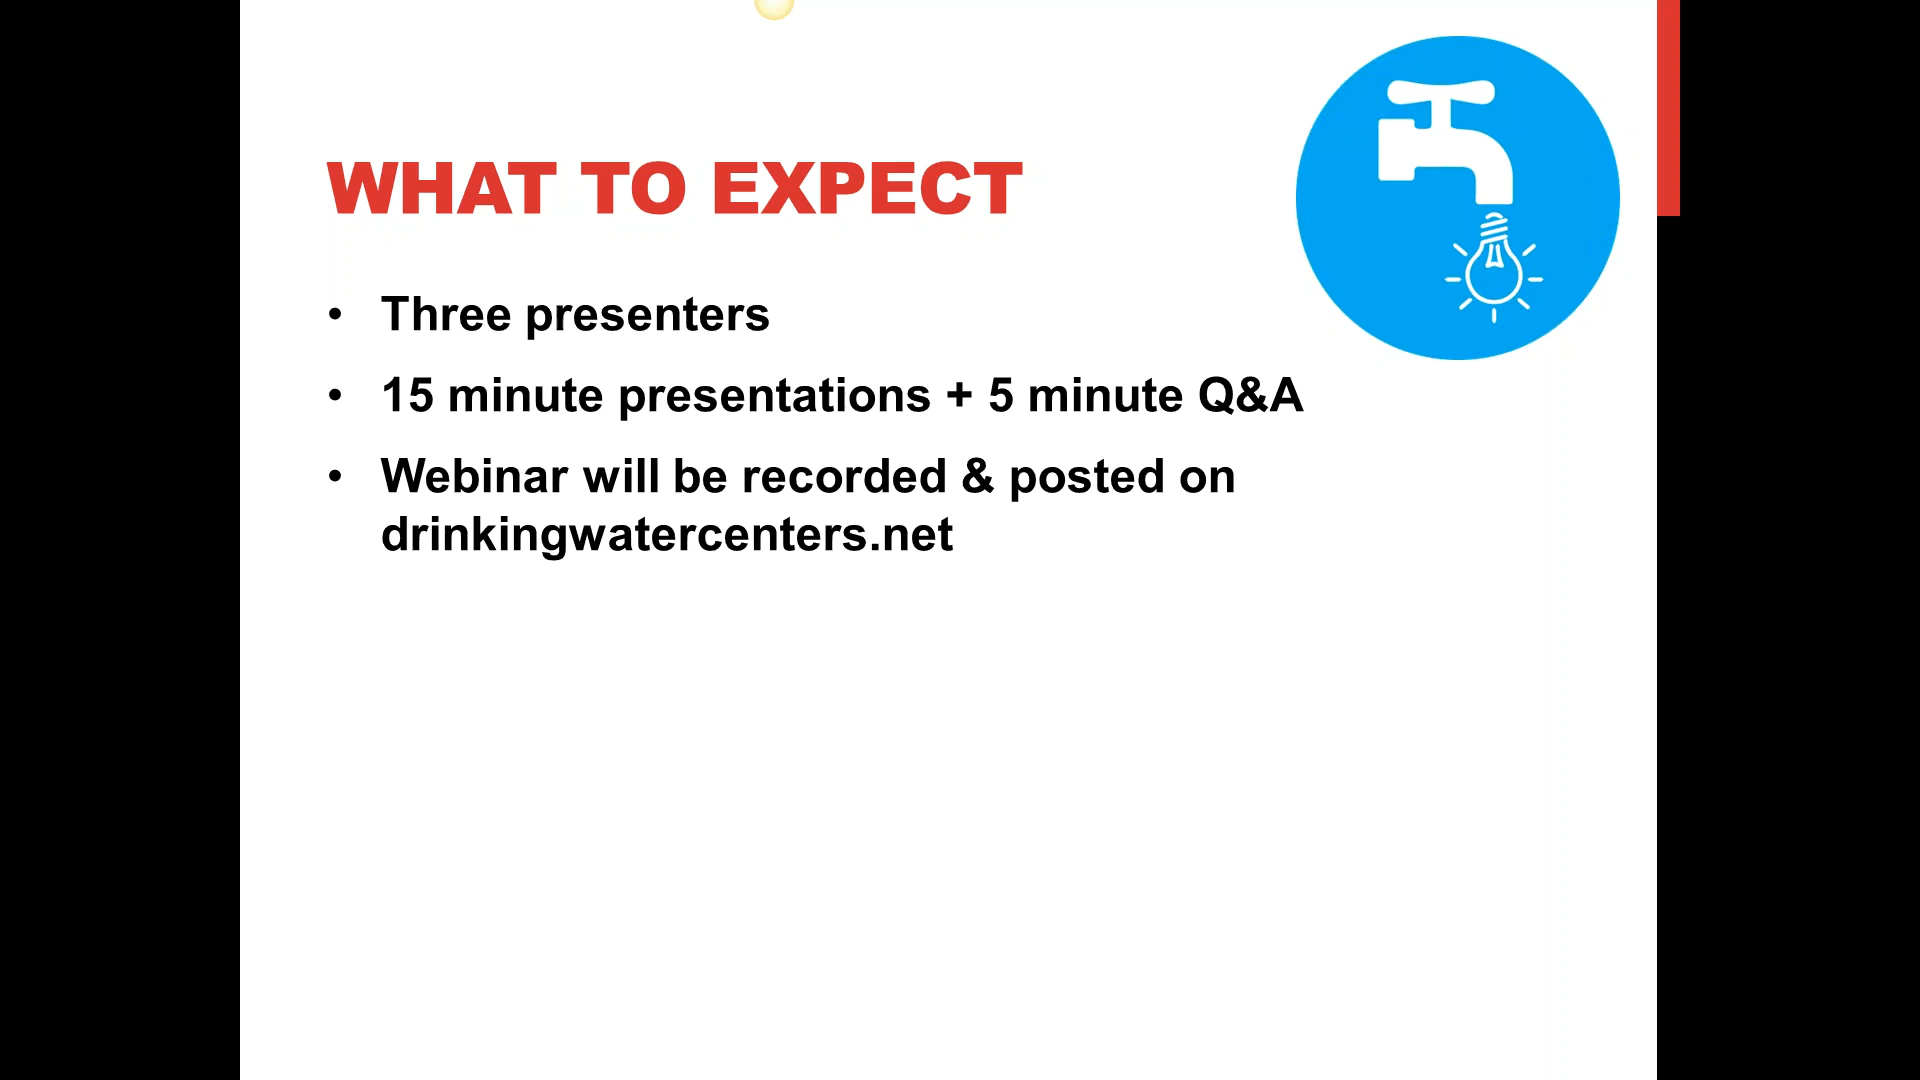 WHAT TO EXPECT
• Three presenters
• 15 minute presentations + 5 minute Q&A
• Webinar will be recorded & posted on
drinkingwatercenters.net